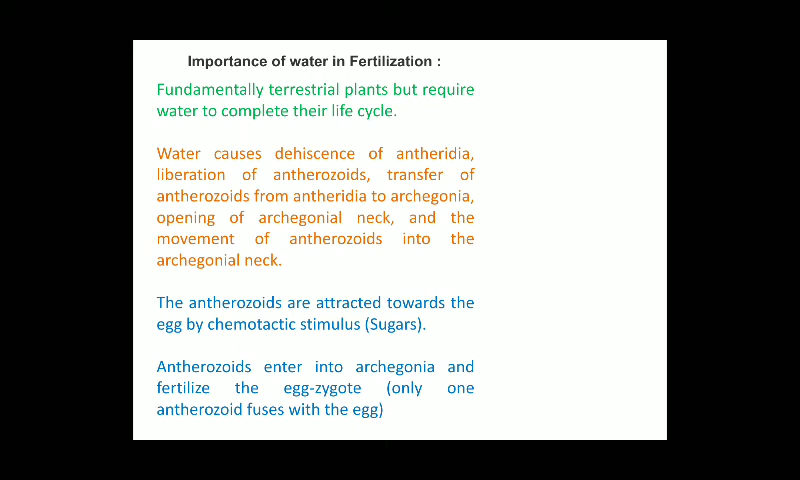 Importance of water in Fertilization :
Fundamentally terrestrial plants but require
water to complete their life cycle.
Water causes dehiscence of antheridia,
liberation of antherozoids, transfer of
antherozoids from antheridia to archegonia,
opening of archegonial neck, and the
movement of antherozoids into the
archegonial neck.
The antherozoids are attracted towards the
egg by chemotactic stimulus (Sugars).
Antherozoids enter into archegonia and
fertilize the egg-zygote (only one
antherozoid fuses with the egg)